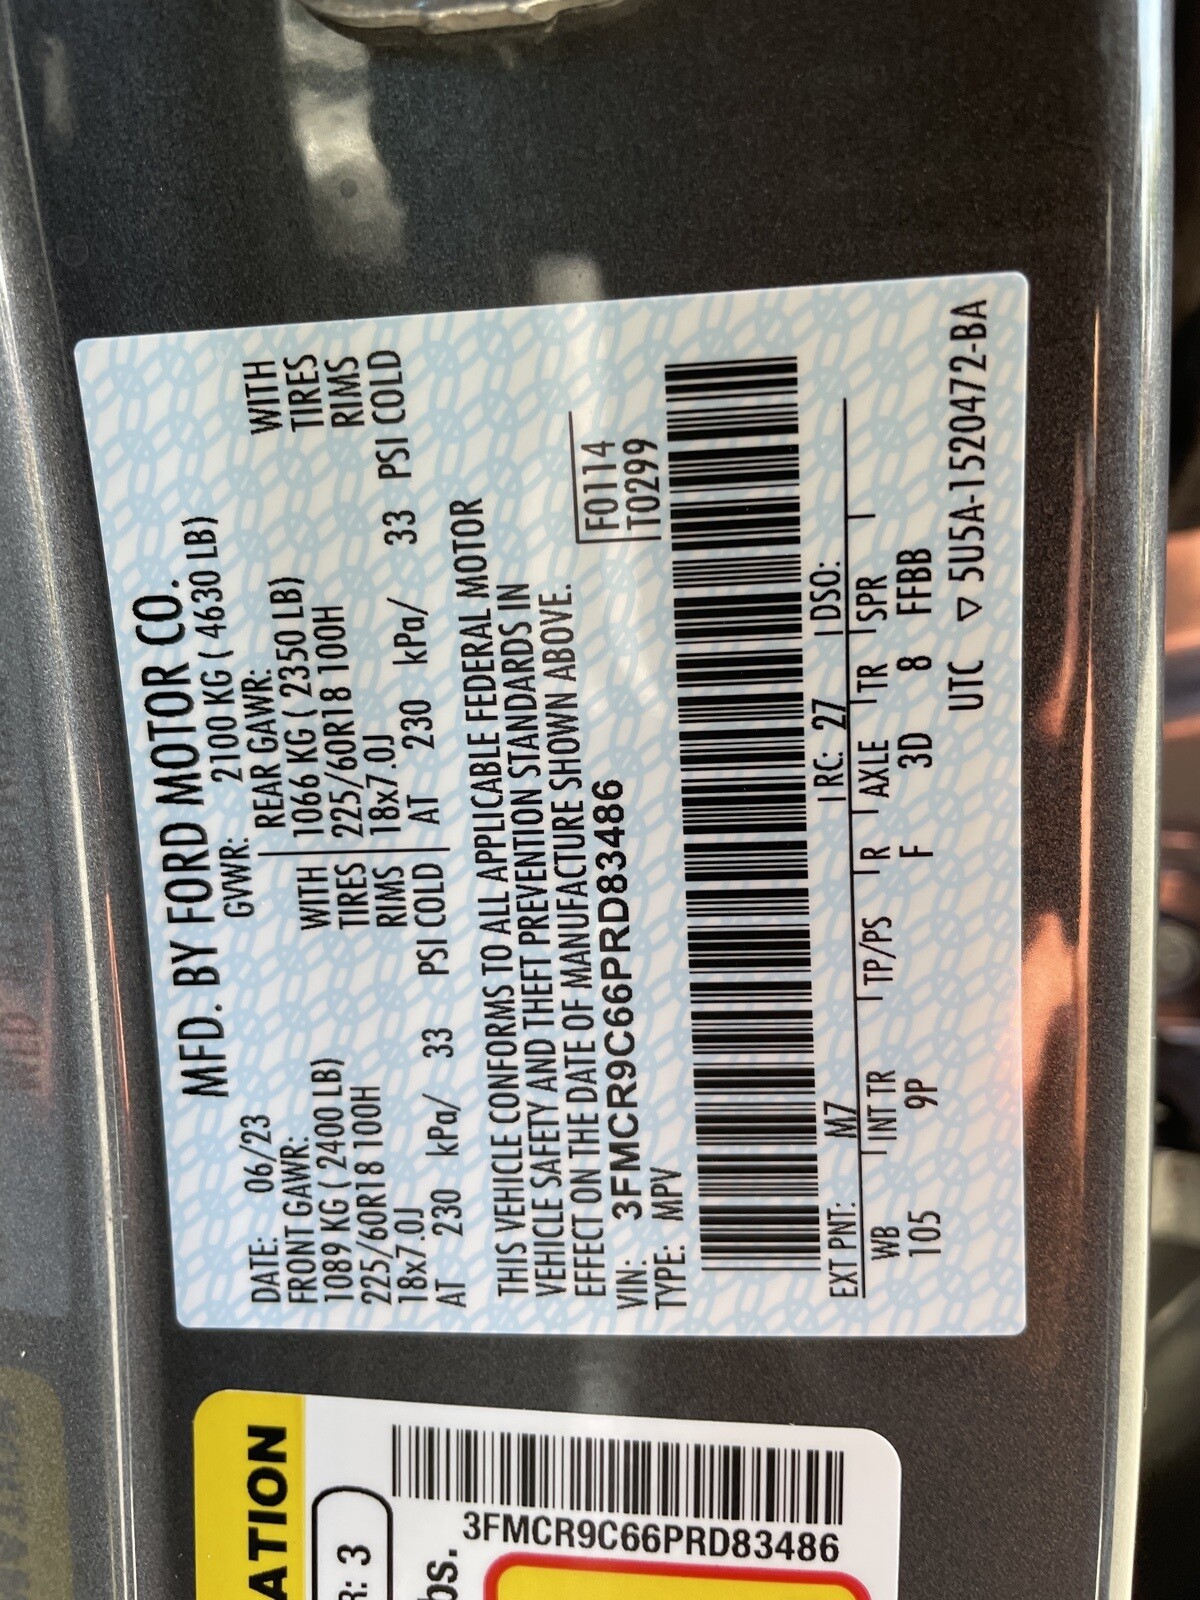 MFD. BY FORD MOTOR CO.
DATE: 06/23 GVWR: 2100 KG ( 4630 LB)
FRONT GAWR: REAR GAWR:
1089 KG ( 2400 LB) WITH 1066 KG ( 2350 LB) WITH
225/60R18 100H TIRES 225/60R18 100H TIRES
18x7.0J RIMS 18x7.0J RIMS
AT 230 kPa/ 33 PSI COLD AT 230 kPa/ 33 PSI COLD
THIS VEHICLE CONFORMS TO ALL APPLICABLE FEDERAL MOTOR
VEHICLE SAFETY AND THEFT PREVENTION STANDARDS IN
EFFECT ON THE DATE OF MANUFACTURE SHOWN ABOVE.
VIN: 3FMCR9C66PRD83486 F0114
TYPE: MPV T0299
EXT PNT: M7 RC: 27 DSO:
WB INT TR TP/PS R AXLE TR SPR
105 9P F 3D 8 FFBB
UTC ▽ 5U5A-1520472-BA
ATION
R: 3
3FMCR9C66PRD83486
bs.